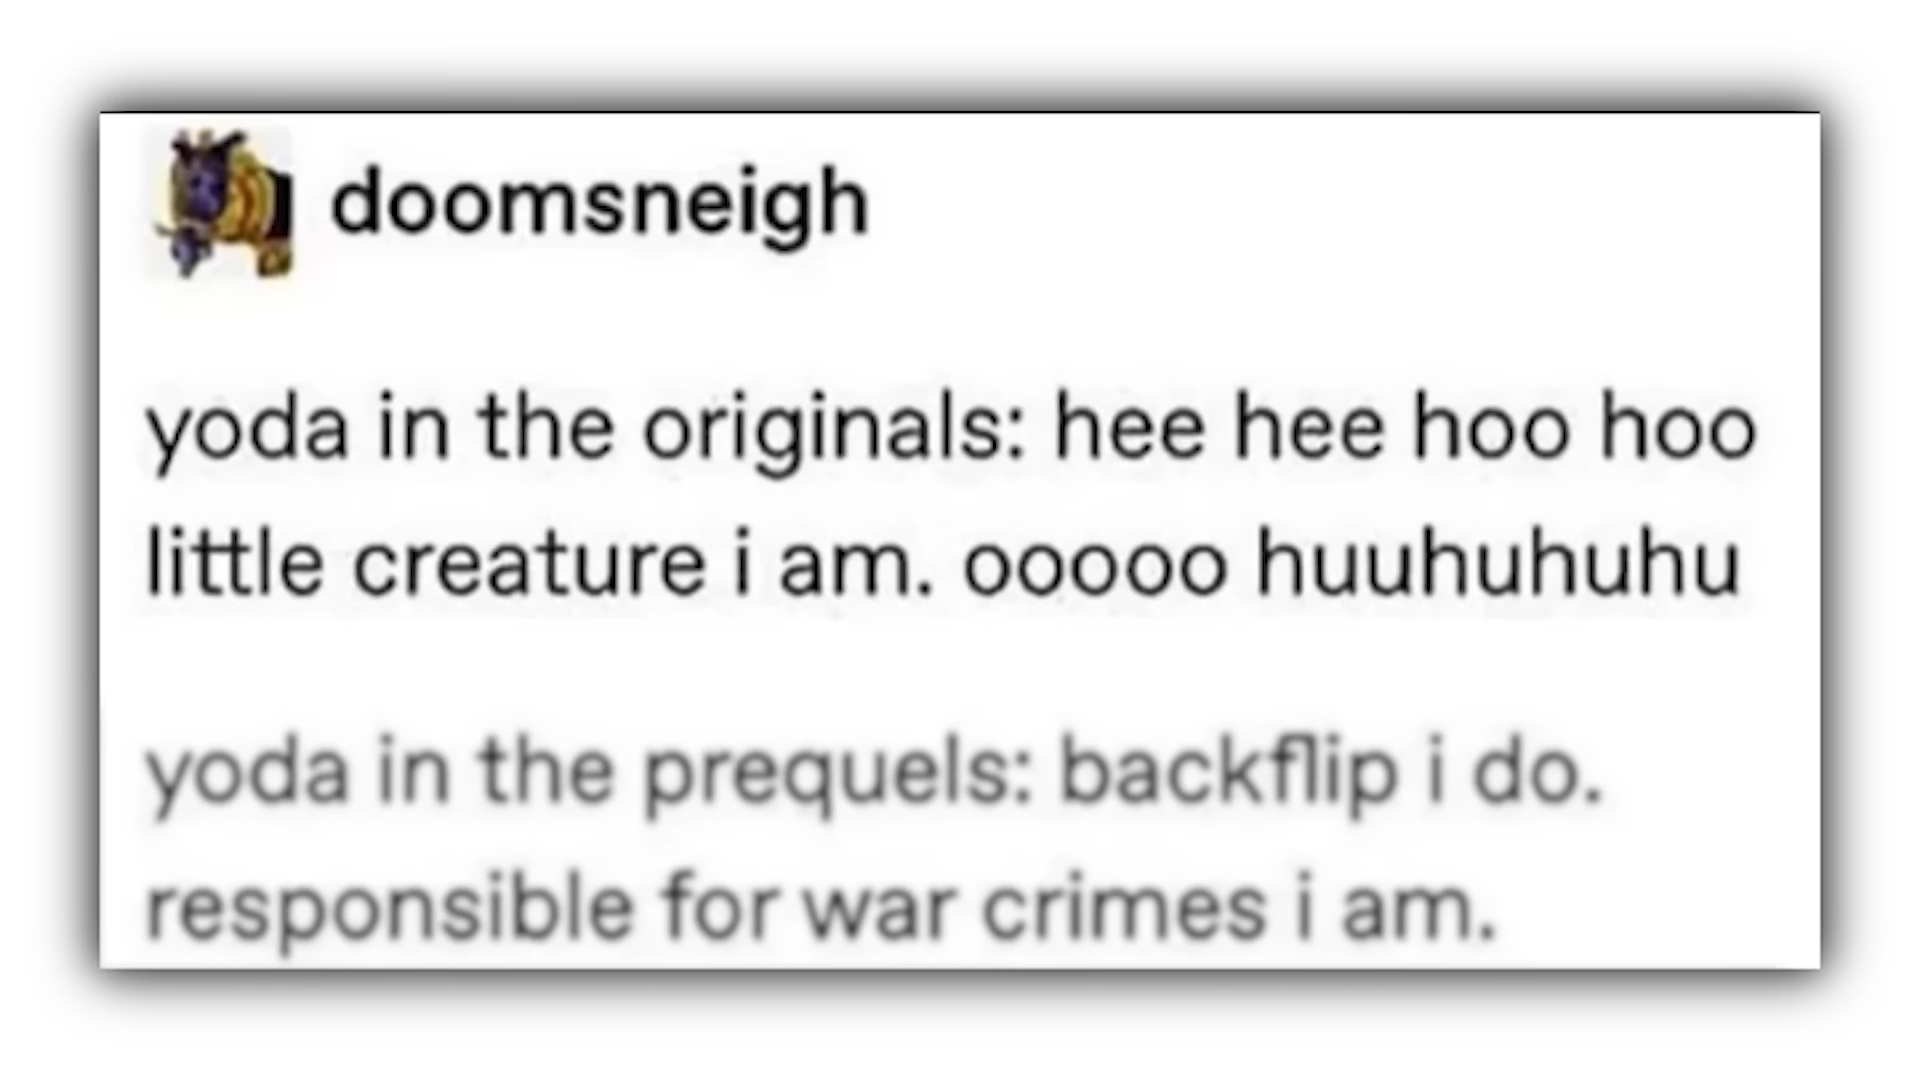 doomsneigh
yoda in the originals: hee hee hoo hoo
little creature i am. ooooo huuhuhuhu
yoda in the prequels: backflip i do.
responsible for war crimes i am.